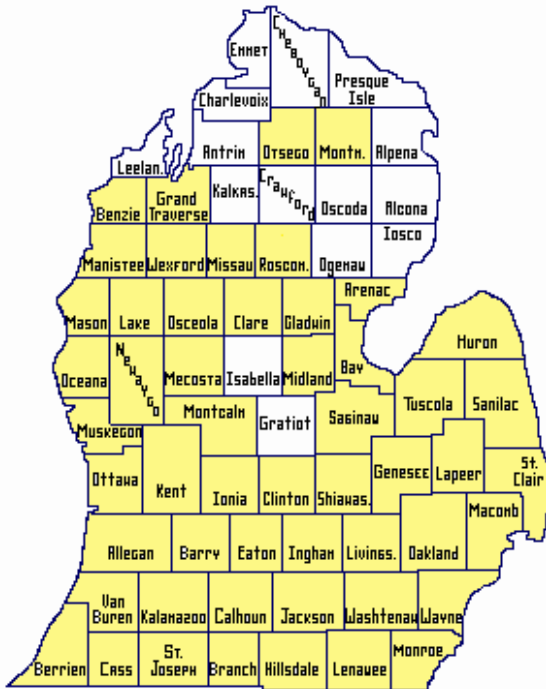 Emmet
Cheboygan
Presque
Isle
Charlevoix
Antrim
Otsego
Montm.
Alpena
Leelan.
Benzie
Grand
Traverse
Kalkas.
Crawford
Oscoda
Alcona
Iosco
Manistee
Wexford
Missau
Roscom.
Ogemaw
Arenac
Mason
Lake
Osceola
Clare
Gladwin
Huron
Oceana
Newaygo
Mecosta
Isabella
Midland
Bay
Tuscola
Sanilac
Montcalm
Gratiot
Saginaw
Muskegon
Ottawa
Kent
Ionia
Clinton
Shiawas.
Genesee
Lapeer
St.
Clair
Macomb
Allegan
Barry
Eaton
Ingham
Livings.
Oakland
Van
Buren
Kalamazoo
Calhoun
Jackson
Washtenaw
Wayne
Berrien
Cass
St.
Joseph
Branch
Hillsdale
Lenawee
Monroe